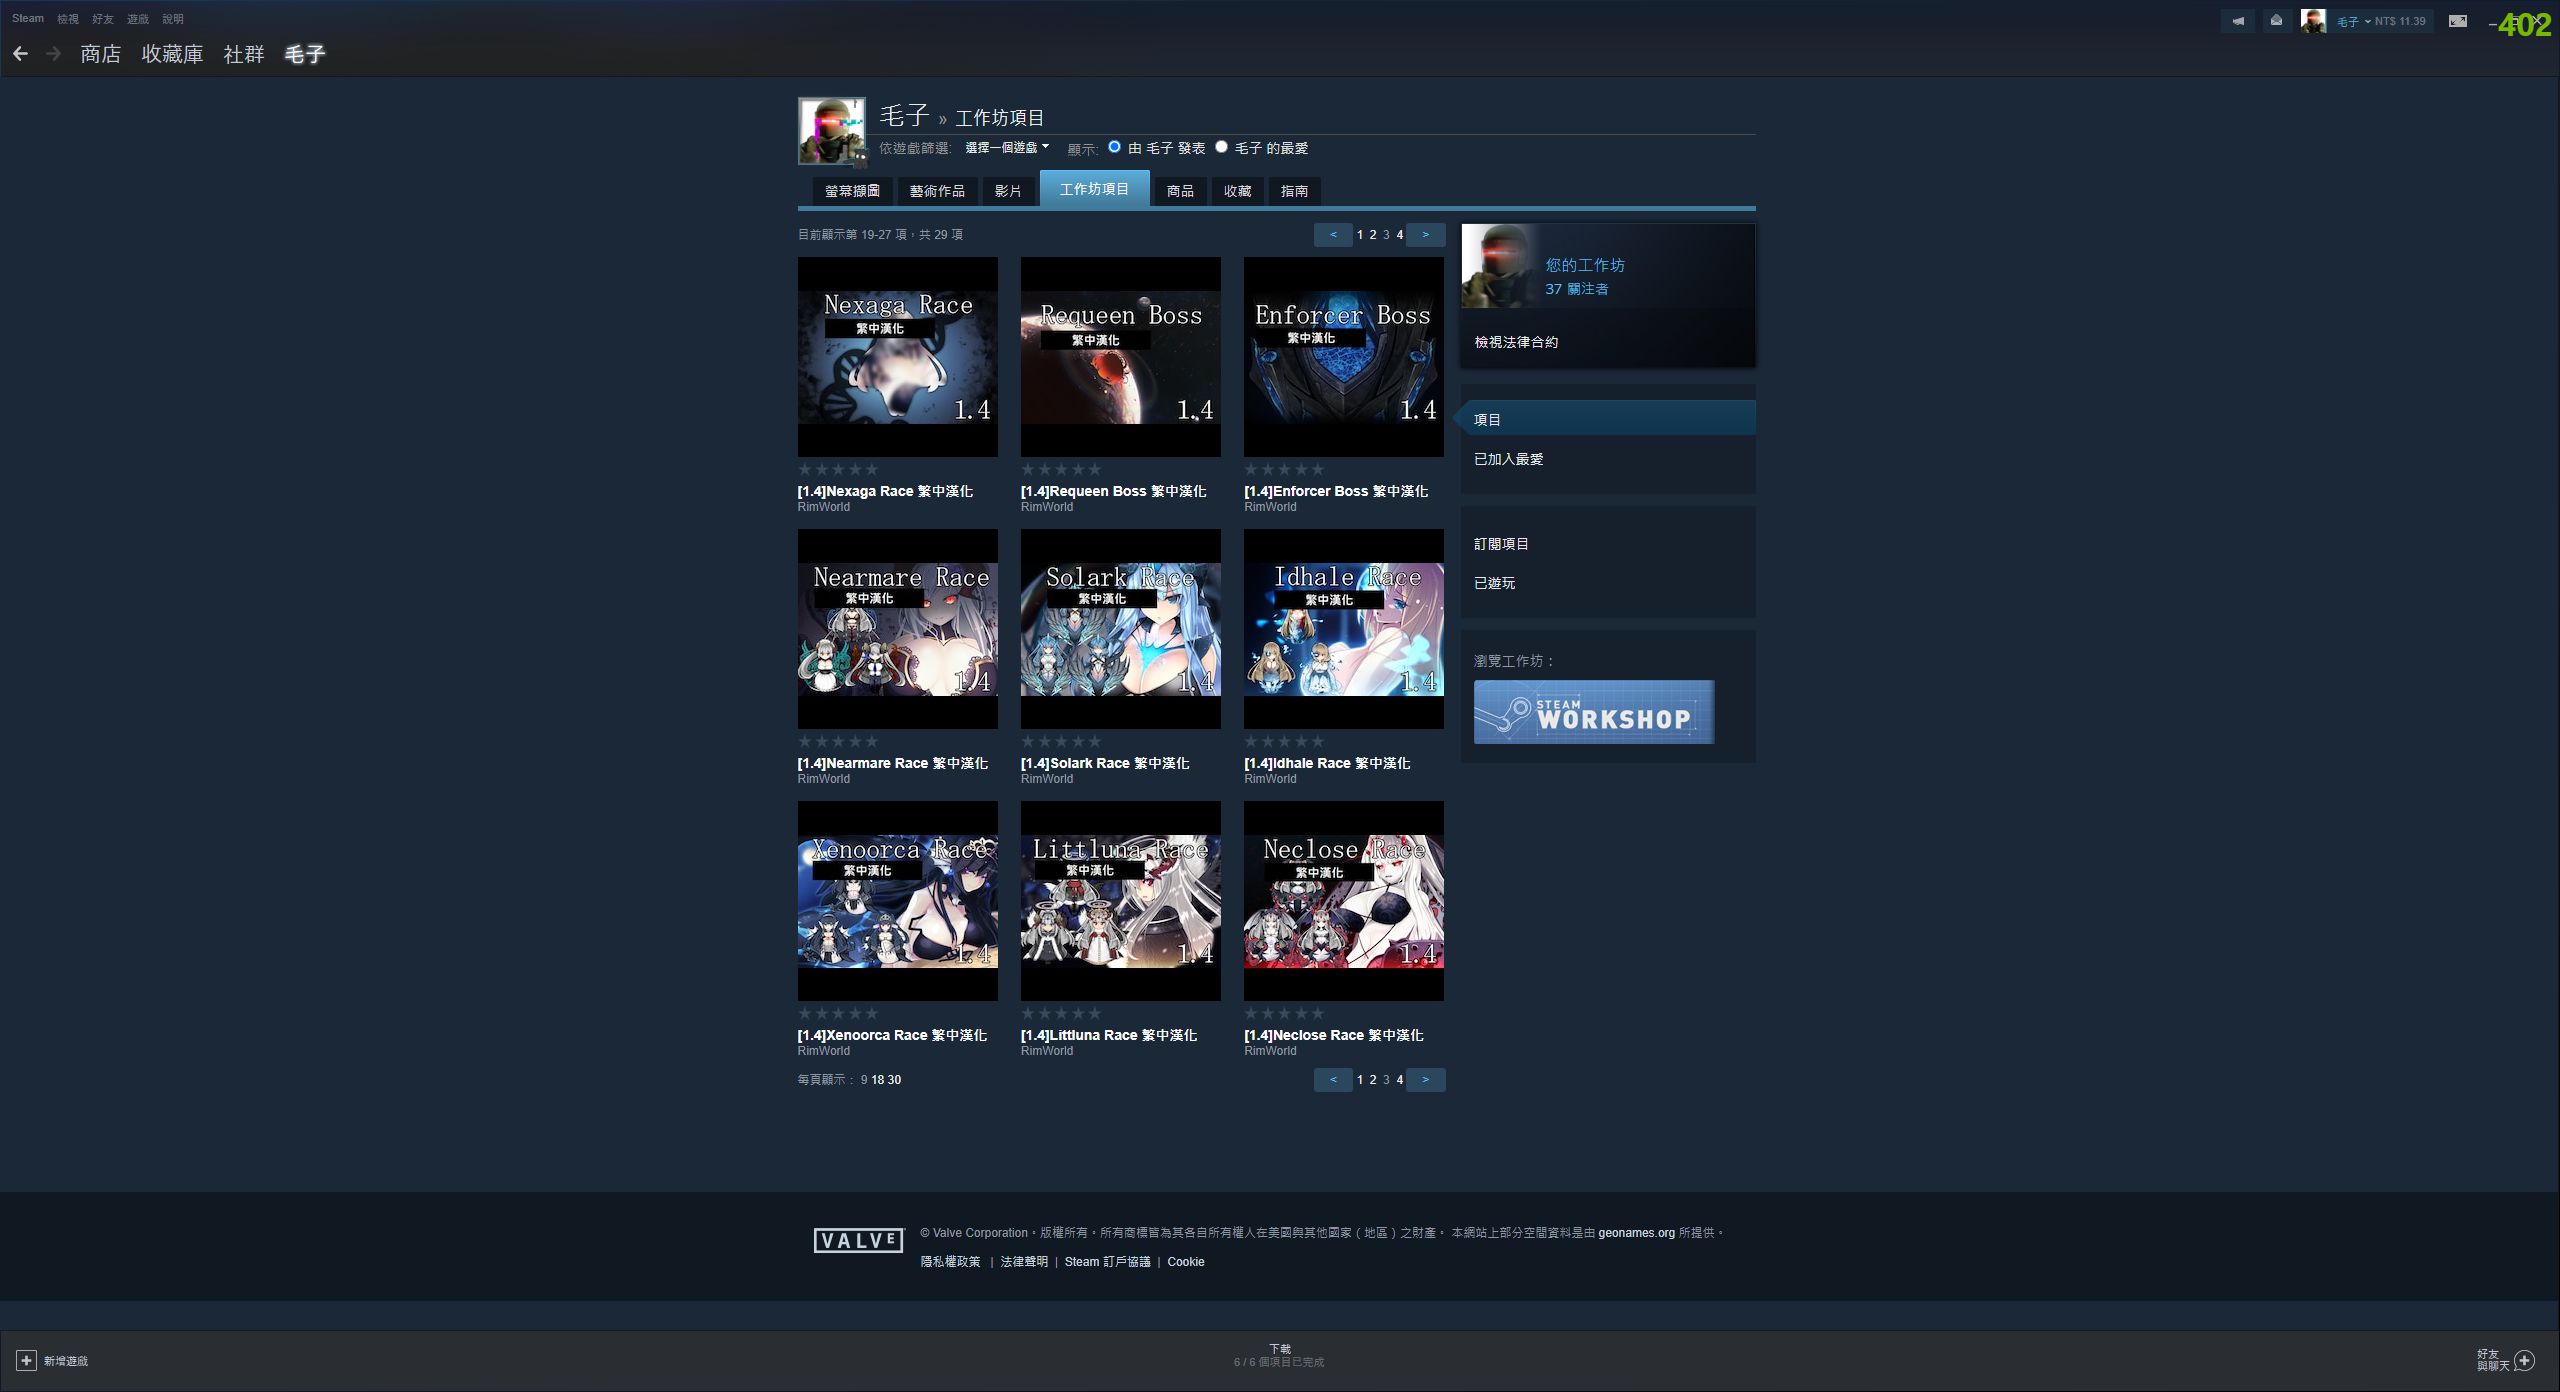 Steam 檢視 好友 遊戲 說明
毛子 NT$ 11.39
402
商店 收藏庫 社群 毛子
毛子 » 工作坊項目
依遊戲篩選: 選擇一個遊戲 顯示: 由 毛子 發表 毛子 的最愛
螢幕擷圖 藝術作品 影片 工作坊項目 商品 收藏 指南
目前顯示第 19-27 項，共 29 項
< 1 2 3 4 >
您的工作坊
37 關注者
檢視法律合約
項目
已加入最愛
訂閱項目
已遊玩
瀏覽工作坊：
STEAM
WORKSHOP
Nexaga Race
繁中漢化
1.4
Requeen Boss
繁中漢化
1.4
Enforcer Boss
繁中漢化
1.4
[1.4]Nexaga Race 繁中漢化
RimWorld
[1.4]Requeen Boss 繁中漢化
RimWorld
[1.4]Enforcer Boss 繁中漢化
RimWorld
Nearmare Race
繁中漢化
1.4
Solark Race
繁中漢化
1.4
Idhale Race
繁中漢化
1.4
[1.4]Nearmare Race 繁中漢化
RimWorld
[1.4]Solark Race 繁中漢化
RimWorld
[1.4]Idhale Race 繁中漢化
RimWorld
Xenoorca Race
繁中漢化
1.4
Littluna Race
繁中漢化
1.4
Neclose Race
繁中漢化
1.4
[1.4]Xenoorca Race 繁中漢化
RimWorld
[1.4]Littluna Race 繁中漢化
RimWorld
[1.4]Neclose Race 繁中漢化
RimWorld
每頁顯示： 9 18 30
< 1 2 3 4 >
VALVE
© Valve Corporation。版權所有。所有商標皆為其各自所有權人在美國與其他國家（地區）之財產。 本網站上部分空間資料是由 geonames.org 所提供。
隱私權政策 | 法律聲明 | Steam 訂戶協議 | Cookie
新增遊戲
下載
6 / 6 個項目已完成
好友
與聊天